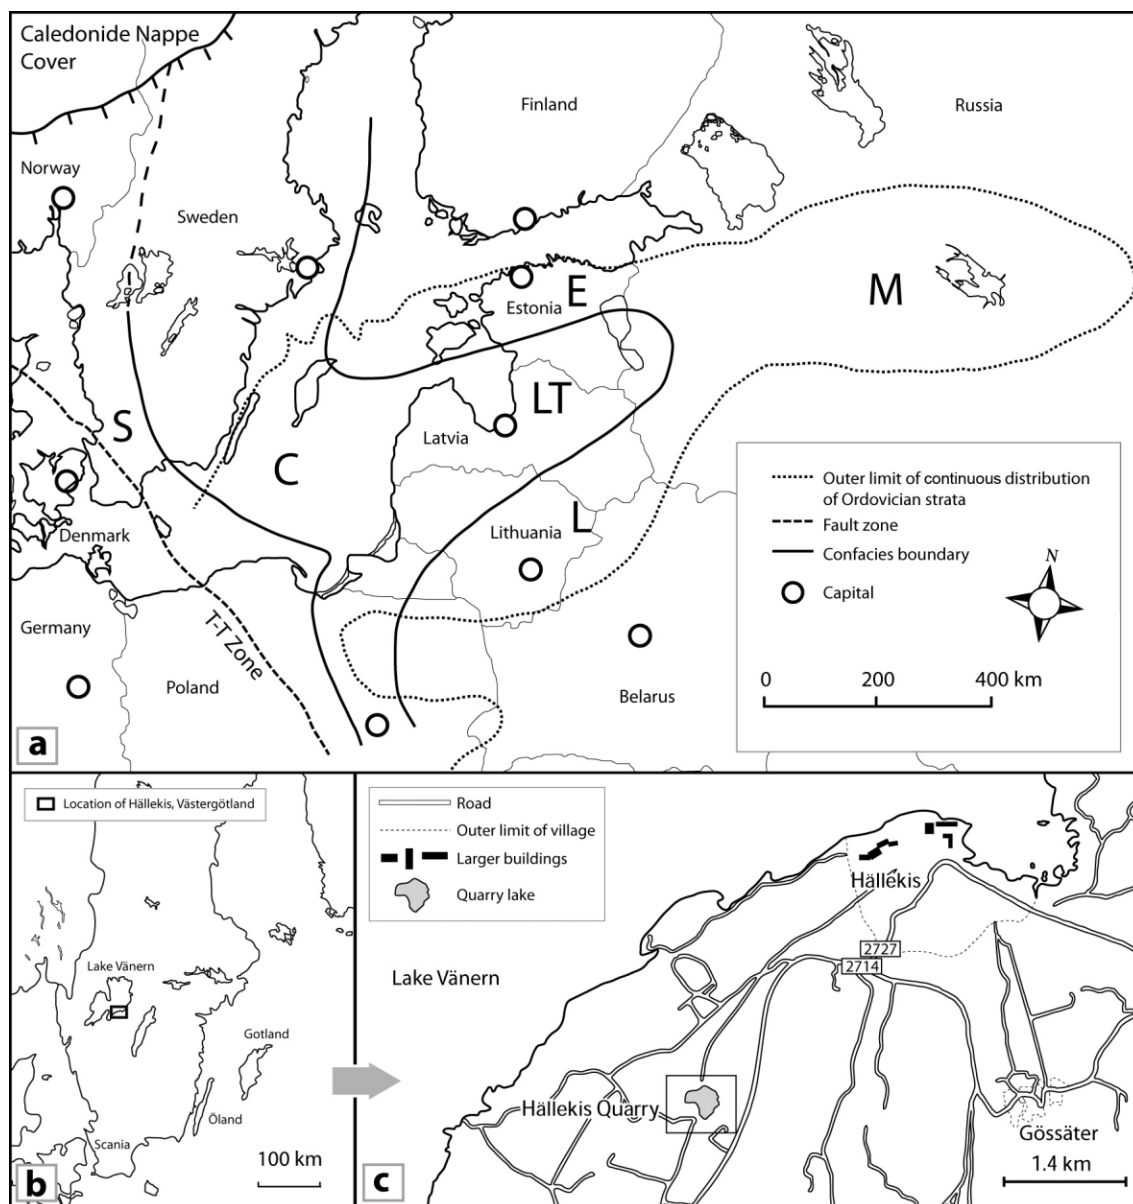 Caledonide Nappe
Cover
Finland
Russia
Norway
Sweden
M
E
Estonia
LT
S
Latvia
C
L
Lithuania
Denmark
Germany
T-T Zone
Poland
Belarus
Outer limit of continuous distribution
of Ordovician strata
Fault zone
Confacies boundary
Capital
N
0 200 400 km
a
Location of Hällekis, Västergötland
Lake Vänern
Gotland
Öland
Scania
100 km
b
Road
Outer limit of village
Larger buildings
Quarry lake
Hällekis
2727
2714
Lake Vänern
Hällekis Quarry
Gössäter
1.4 km
c